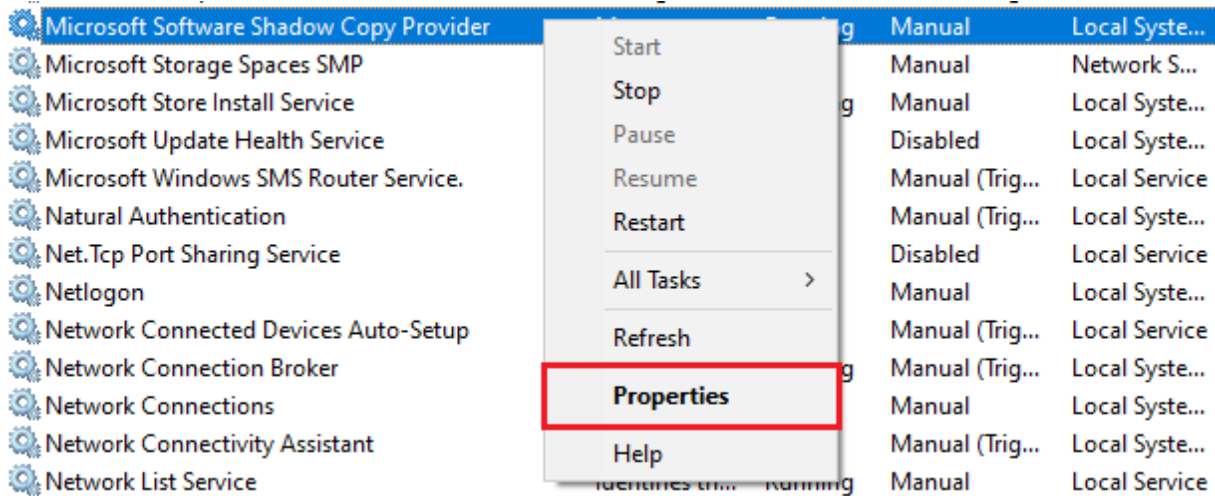 Microsoft Software Shadow Copy Provider Manual Local Syste...
Microsoft Storage Spaces SMP Manual Network S...
Microsoft Store Install Service Manual Local Syste...
Microsoft Update Health Service Disabled Local Syste...
Microsoft Windows SMS Router Service. Manual (Trig... Local Service
Natural Authentication Manual (Trig... Local Syste...
Net.Tcp Port Sharing Service Disabled Local Service
Netlogon Manual Local Syste...
Network Connected Devices Auto-Setup Manual (Trig... Local Service
Network Connection Broker Manual (Trig... Local Syste...
Network Connections Manual Local Syste...
Network Connectivity Assistant Manual (Trig... Local Syste...
Network List Service Identifies th... Running Manual Local Service
Start
Stop
Pause
Resume
Restart
All Tasks >
Refresh
Properties
Help